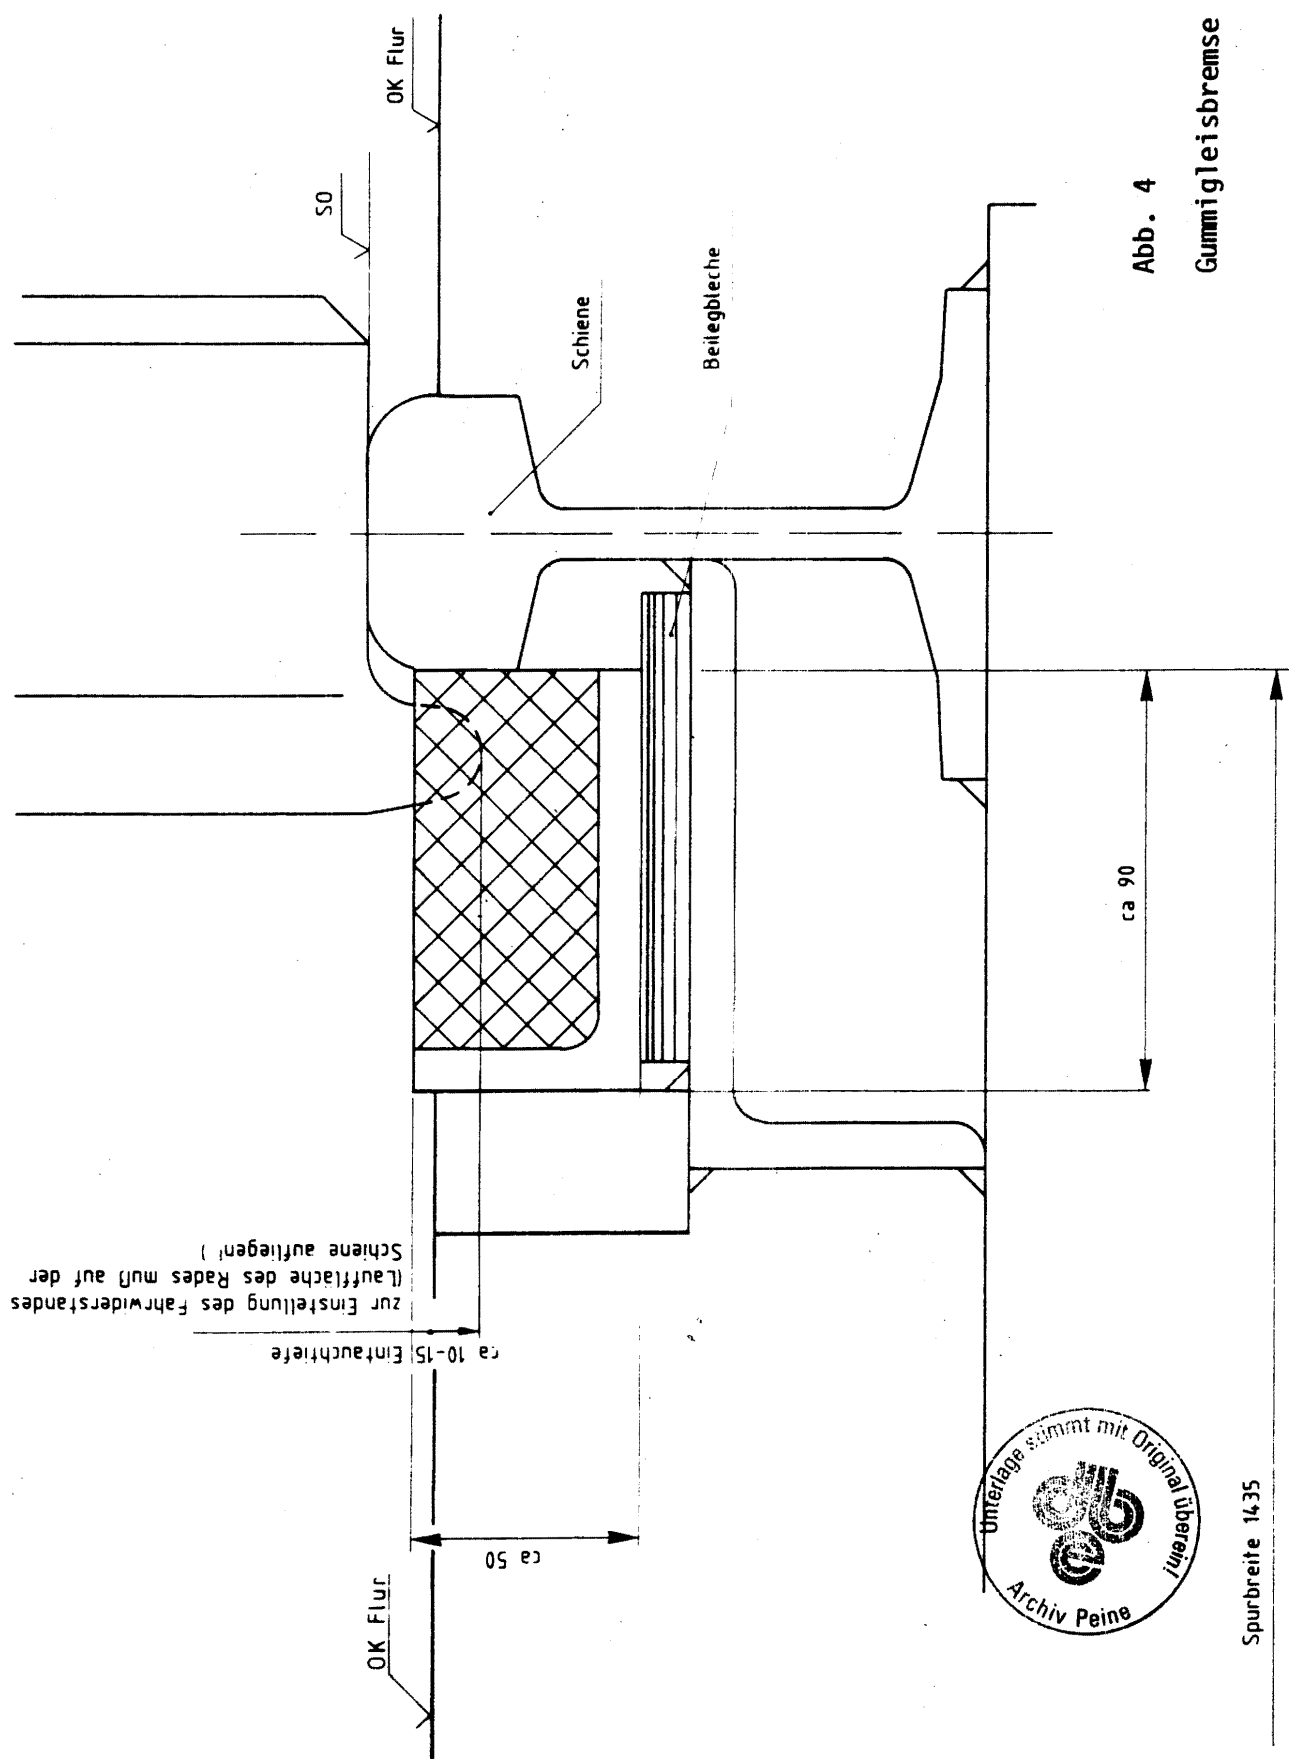 OK Flur
SO
OK Flur
Schiene
Beilegbleche
ca 10-15 Eintauchtiefe
zur Einstellung des Fahrwiderstandes
(Lauffläche des Rades muß auf der
Schiene aufliegen!)
ca 50
ca 90
Spurbreite 1435
Unterlage stimmt mit Original überein!
Archiv Peine
Abb. 4
Gummigleisbremse